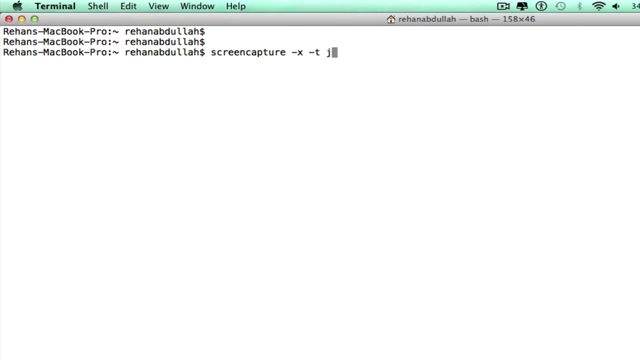 Terminal Shell Edit View Window Help 34
rehanabdullah — bash — 158×46
Rehans-MacBook-Pro:~ rehanabdullah$
Rehans-MacBook-Pro:~ rehanabdullah$
Rehans-MacBook-Pro:~ rehanabdullah$ screencapture -x -t j